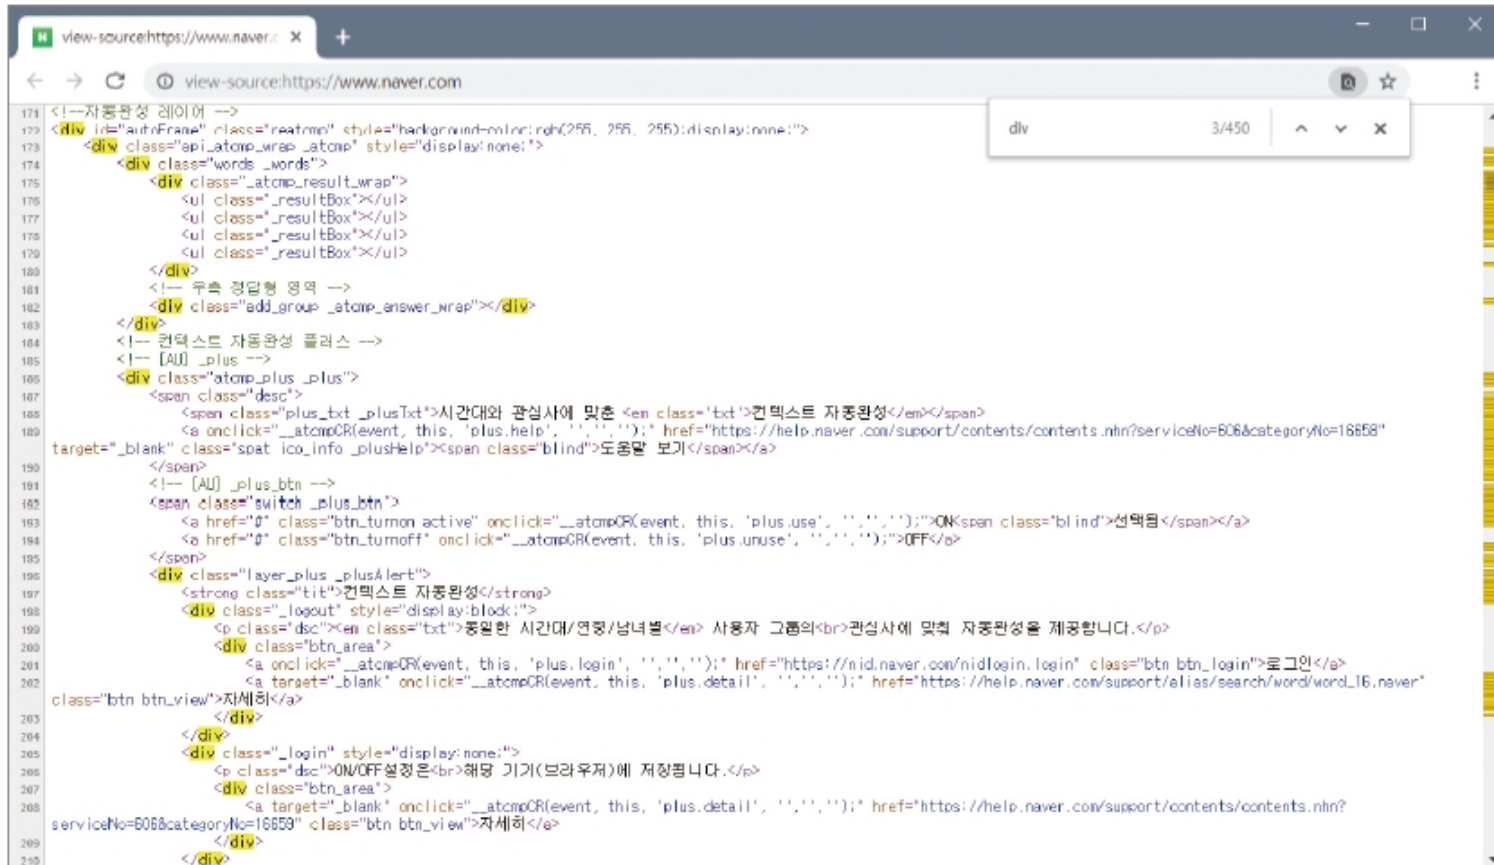 view-source:https://www.naver.c
view-source:https://www.naver.com
div 3/450
171 <!--자동완성 레이어 -->
172 <div id="autoFrame" class="reatcmp" style="background-color:rgb(255, 255, 255);display:none;">
173 <div class="api_atcmp_wrap _atcmp" style="display:none;">
174 <div class="words _words">
175 <div class="_atcmp_result_wrap">
176 <ul class="_resultBox"></ul>
177 <ul class="_resultBox"></ul>
178 <ul class="_resultBox"></ul>
179 <ul class="_resultBox"></ul>
180 </div>
181 <!-- 우측 정답형 영역 -->
182 <div class="add_group _atcmp_answer_wrap"></div>
183 </div>
184 <!-- 컨텍스트 자동완성 플러스 -->
185 <!-- [AU] _plus -->
186 <div class="atcmp_plus _plus">
187 <span class="desc">
188 <span class="plus_txt _plusTxt">시간대와 관심사에 맞춘 <em class='txt'>컨텍스트 자동완성</em></span>
189 <a onclick="__atcmpCR(event, this, 'plus.help', '','','');" href="https://help.naver.com/support/contents/contents.nhn?serviceNo=606&categoryNo=16658"
target="_blank" class="spat ico_info _plusHelp"><span class="blind">도움말 보기</span></a>
190 </span>
191 <!-- [AU] _plus_btn -->
192 <span class="switch _plus_btn">
193 <a href="#" class="btn_turnon active" onclick="__atcmpCR(event, this, 'plus.use', '','','');">ON<span class="blind">선택됨</span></a>
194 <a href="#" class="btn_turnoff" onclick="__atcmpCR(event, this, 'plus.unuse', '','','');">OFF</a>
195 </span>
196 <div class="layer_plus _plusAlert">
197 <strong class="tit">컨텍스트 자동완성</strong>
198 <div class="_logout" style="display:block;">
199 <p class="dsc"><em class="txt">동일한 시간대/연령/남녀별</em> 사용자 그룹의<br>관심사에 맞춰 자동완성을 제공합니다.</p>
200 <div class="btn_area">
201 <a onclick="__atcmpCR(event, this, 'plus.login', '','','');" href="https://nid.naver.com/nidlogin.login" class="btn btn_login">로그인</a>
202 <a target="_blank" onclick="__atcmpCR(event, this, 'plus.detail', '','','');" href="https://help.naver.com/support/alias/search/word/word_16.naver"
class="btn btn_view">자세히</a>
203 </div>
204 </div>
205 <div class="_login" style="display:none;">
206 <p class="dsc">ON/OFF설정은<br>해당 기기(브라우저)에 저장됩니다.</p>
207 <div class="btn_area">
208 <a target="_blank" onclick="__atcmpCR(event, this, 'plus.detail', '','','');" href="https://help.naver.com/support/contents/contents.nhn?
serviceNo=606&categoryNo=16659" class="btn btn_view">자세히</a>
209 </div>
210 </div>